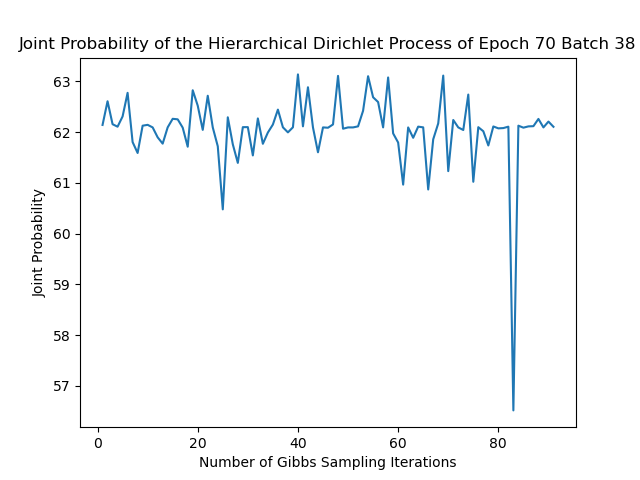 Joint Probability of the Hierarchical Dirichlet Process of Epoch 70 Batch 38
63
62
61
60
59
58
57
Joint Probability
0 20 40 60 80
Number of Gibbs Sampling Iterations